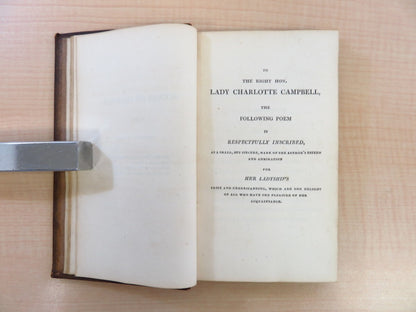 TO
THE RIGHT HON.
LADY CHARLOTTE CAMPBELL,
THE
FOLLOWING POEM
IS
RESPECTFULLY INSCRIBED,
AS A SMALL, BUT SINCERE, MARK OF THE AUTHOR'S ESTEEM
AND ADMIRATION
FOR
HER LADYSHIP'S
TASTE AND UNDERSTANDING, WHICH ARE THE DELIGHT
OF ALL WHO HAVE THE PLEASURE OF HER
ACQUAINTANCE.